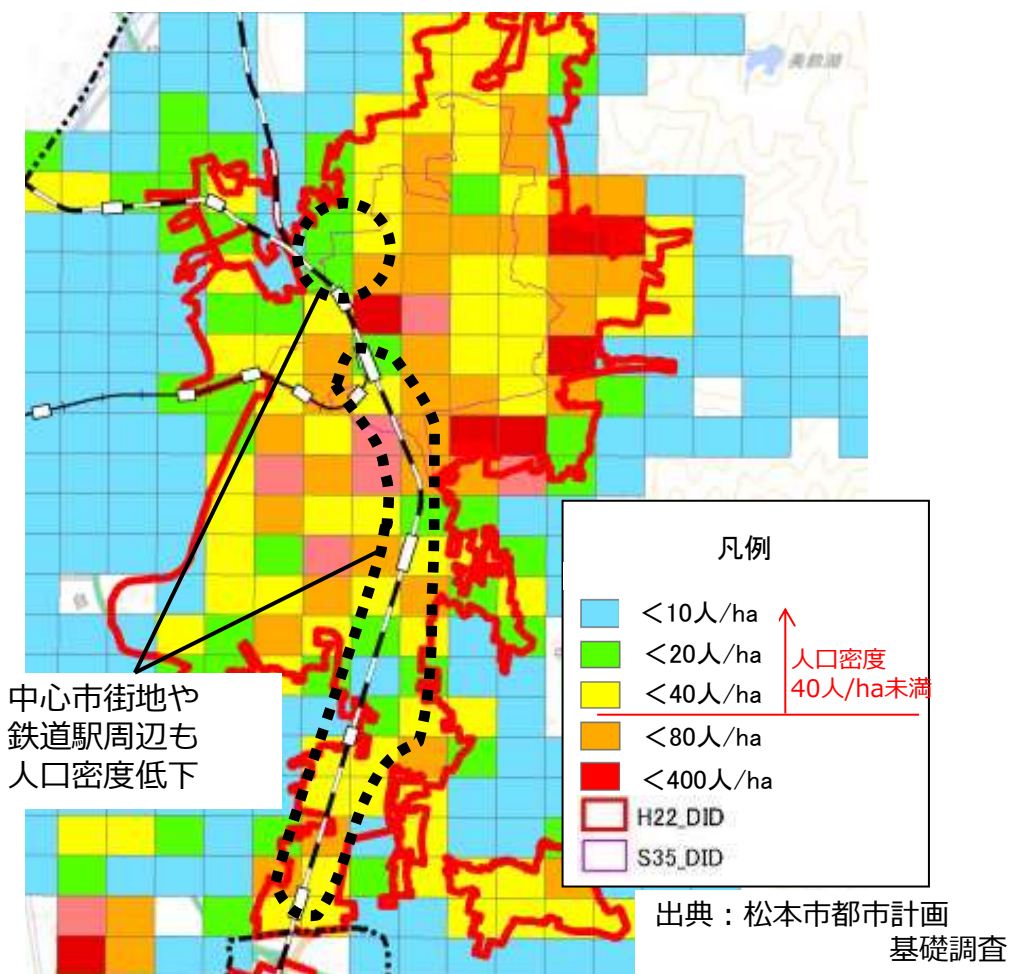 美鈴湖
凡例
＜10人/ha
＜20人/ha
＜40人/ha
＜80人/ha
＜400人/ha
H22_DID
S35_DID
人口密度
40人/ha未満
中心市街地や
鉄道駅周辺も
人口密度低下
出典：松本市都市計画
基礎調査